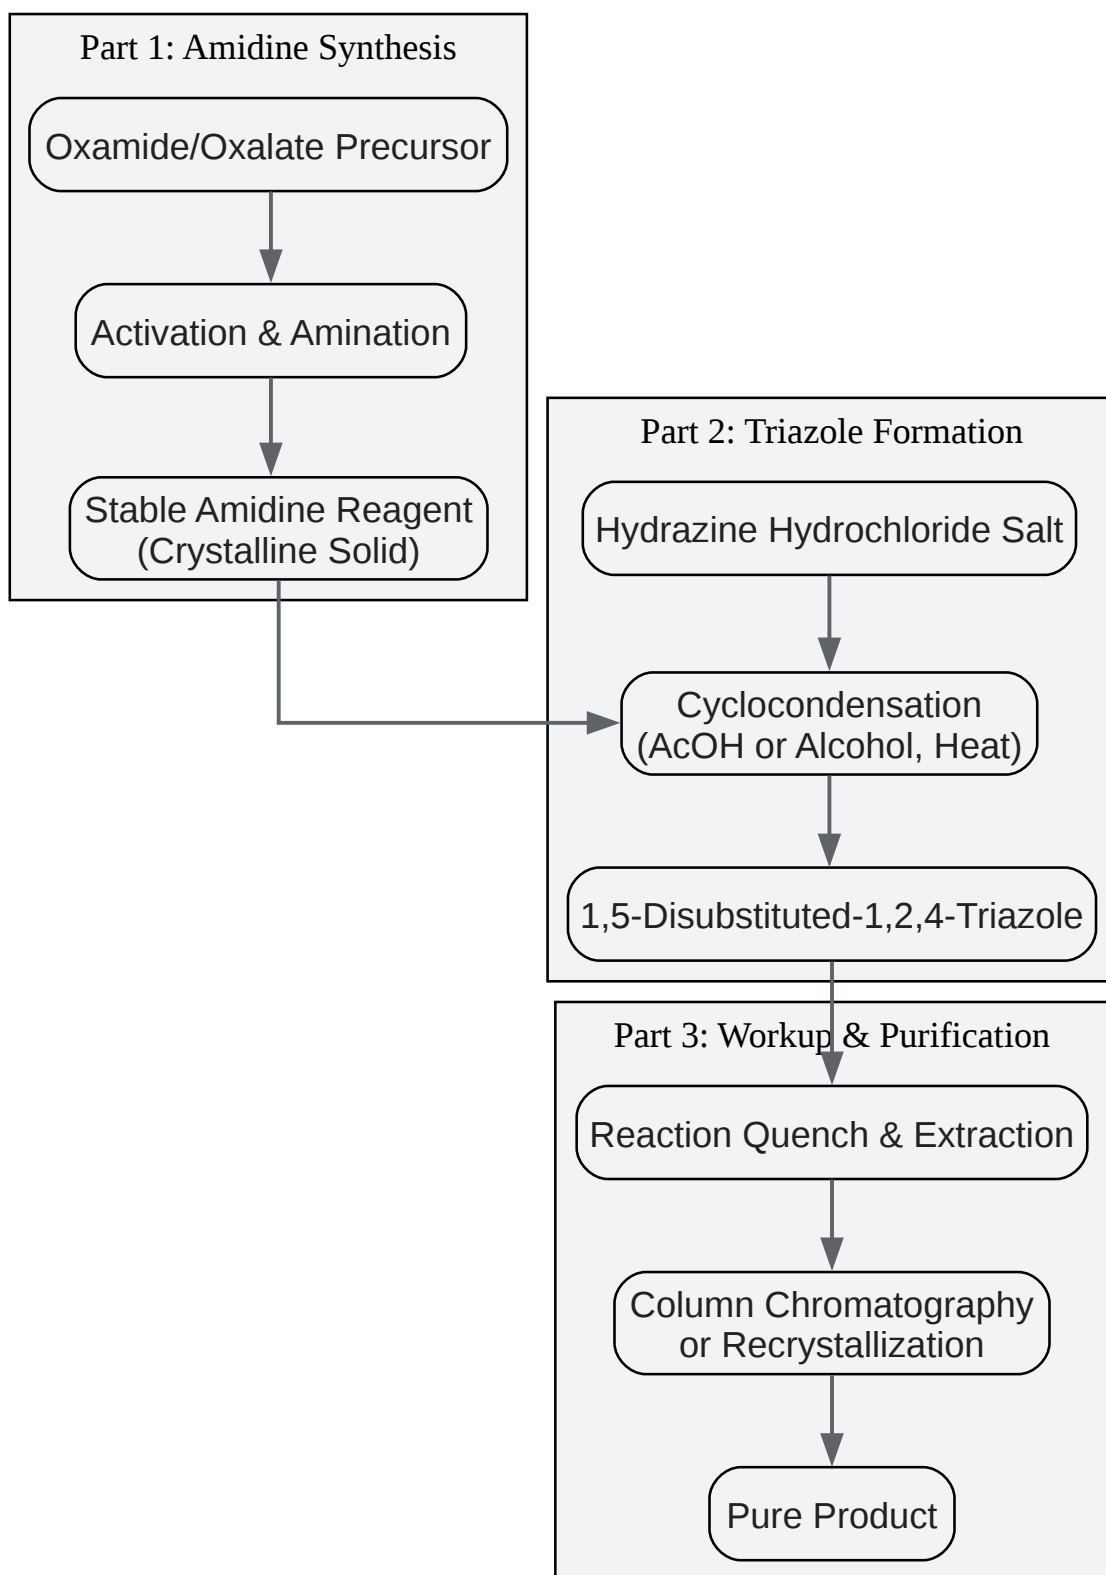 Part 1: Amidine Synthesis
Oxamide/Oxalate Precursor
Activation & Amination
Stable Amidine Reagent
(Crystalline Solid)
Part 2: Triazole Formation
Hydrazine Hydrochloride Salt
Cyclocondensation
(AcOH or Alcohol, Heat)
1,5-Disubstituted-1,2,4-Triazole
Part 3: Workup & Purification
Reaction Quench & Extraction
Column Chromatography
or Recrystallization
Pure Product